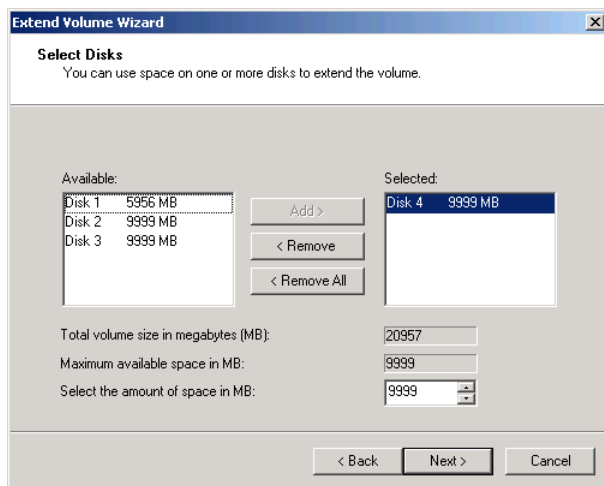 Extend Volume Wizard
Select Disks
You can use space on one or more disks to extend the volume.
Available:
Selected:
Disk 1 5956 MB
Disk 2 9999 MB
Disk 3 9999 MB
Add >
< Remove
< Remove All
Disk 4 9999 MB
Total volume size in megabytes (MB): 20957
Maximum available space in MB: 9999
Select the amount of space in MB: 9999
< Back Next > Cancel